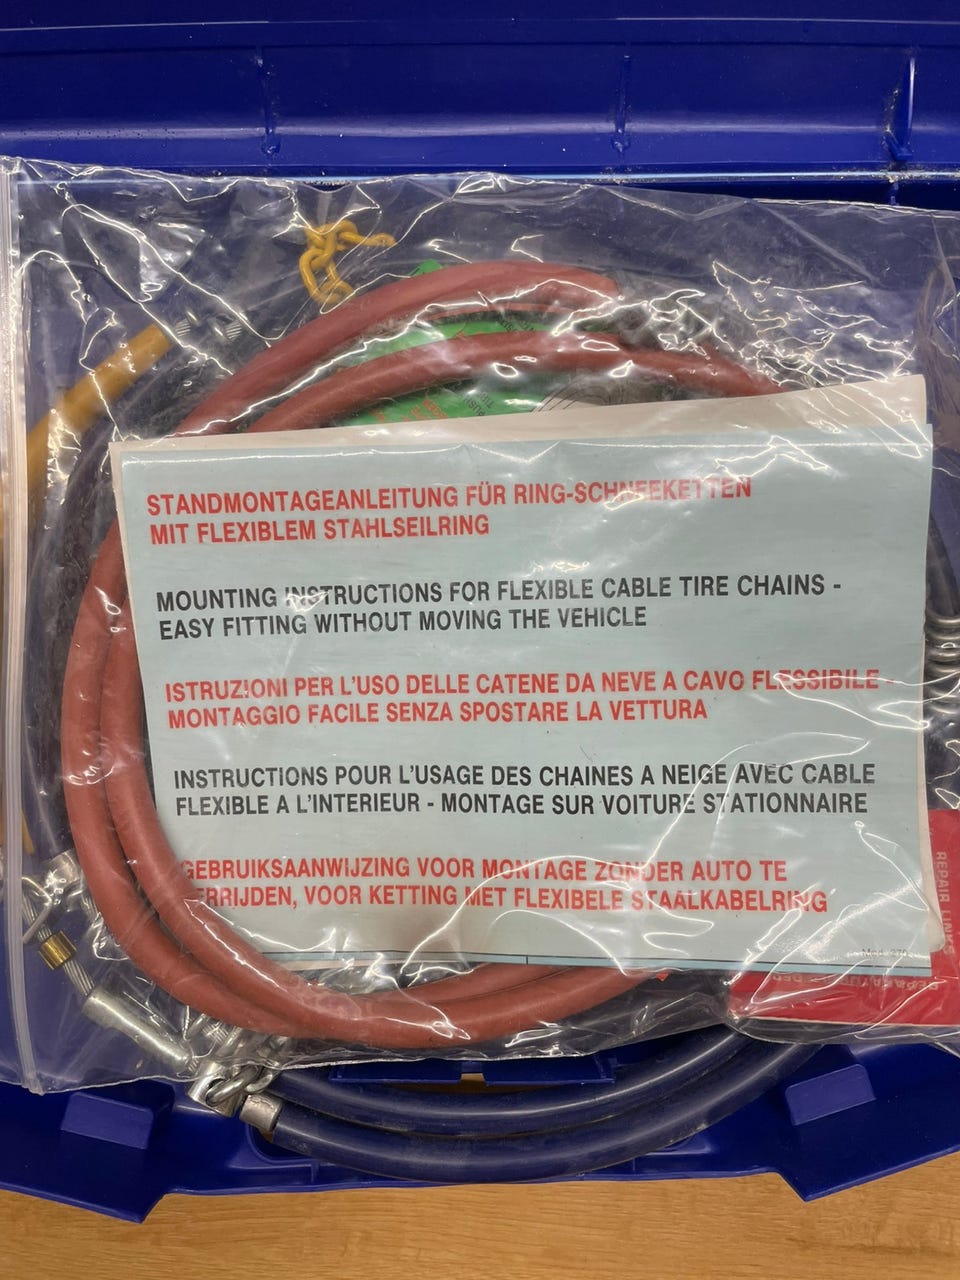 STANDMONTAGEANLEITUNG FÜR RING-SCHNEEKETTEN
MIT FLEXIBLEM STAHLSEILRING
MOUNTING INSTRUCTIONS FOR FLEXIBLE CABLE TIRE CHAINS -
EASY FITTING WITHOUT MOVING THE VEHICLE
ISTRUZIONI PER L'USO DELLE CATENE DA NEVE A CAVO FLESSIBILE -
MONTAGGIO FACILE SENZA SPOSTARE LA VETTURA
INSTRUCTIONS POUR L'USAGE DES CHAINES A NEIGE AVEC CABLE
FLEXIBLE A L'INTERIEUR - MONTAGE SUR VOITURE STATIONNAIRE
GEBRUIKSAANWIJZING VOOR MONTAGE ZONDER AUTO TE
ERRIJDEN, VOOR KETTING MET FLEXIBELE STAALKABELRING
REPAIR LINKS